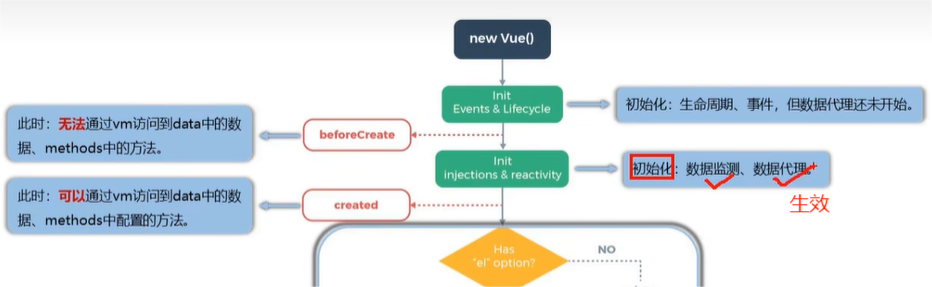 new Vue()
Init
Events & Lifecycle
初始化：生命周期、事件，但数据代理还未开始。
此时：无法通过vm访问到data中的数
据、methods中的方法。
beforeCreate
Init
injections & reactivity
初始化：数据监测、数据代理。
生效
此时：可以通过vm访问到data中的数
据、methods中配置的方法。
created
Has
"el" option?
NO